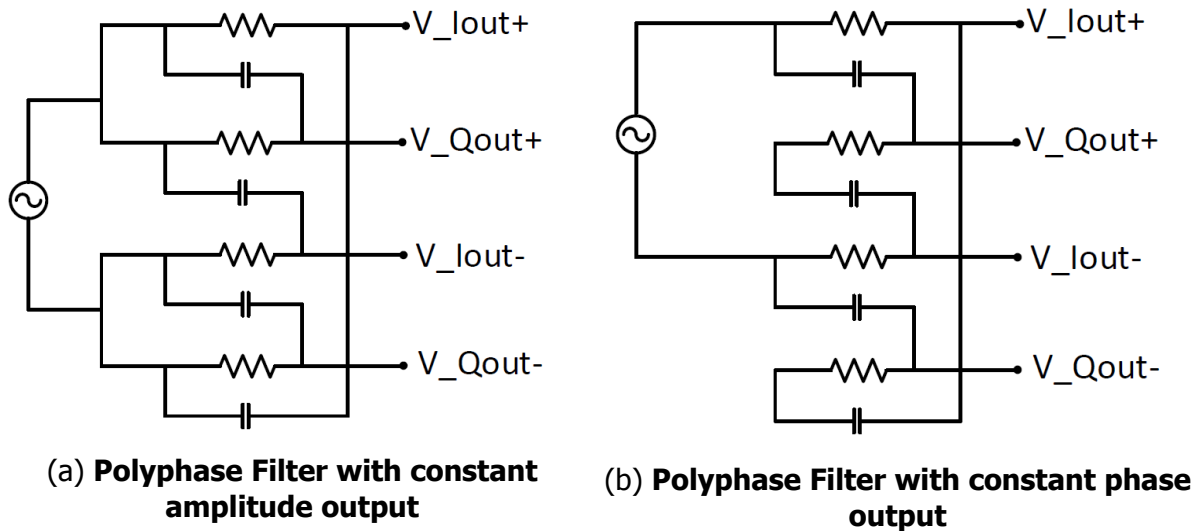 V_Iout+
V_Qout+
V_Iout-
V_Qout-
(a) Polyphase Filter with constant
amplitude output
V_Iout+
V_Qout+
V_Iout-
V_Qout-
(b) Polyphase Filter with constant phase
output